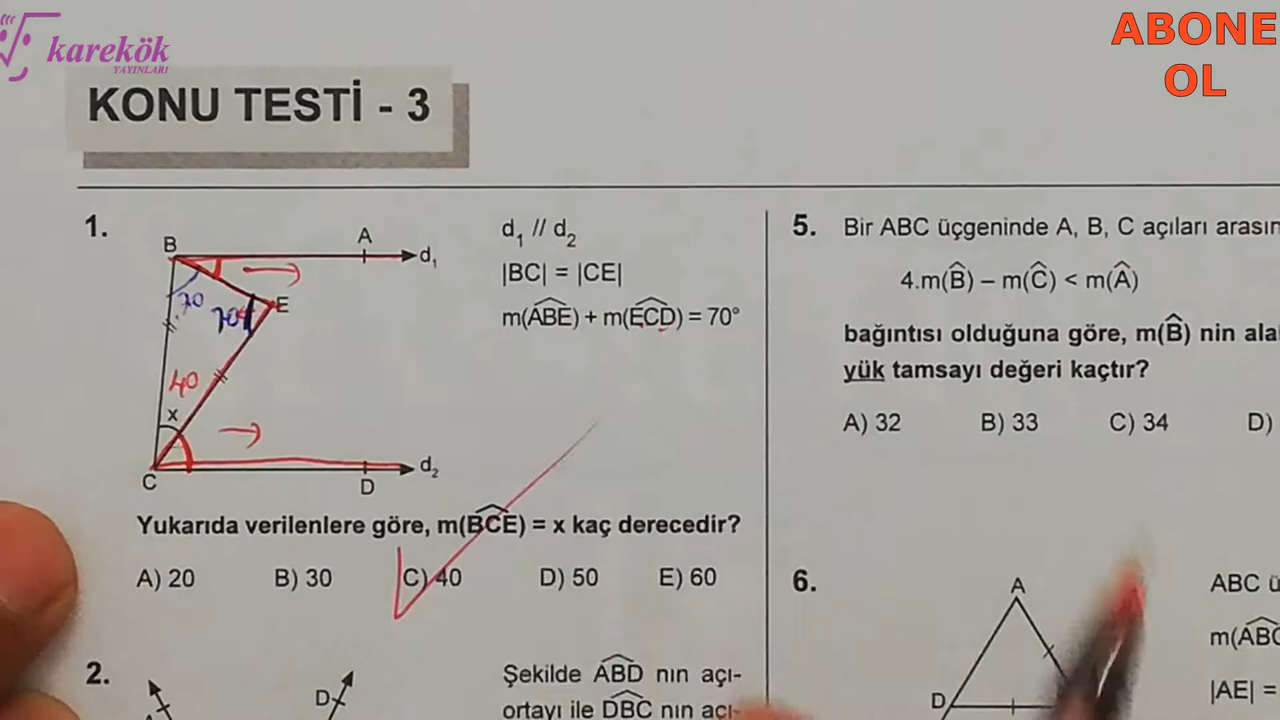 karekök
YAYINLARI
ABONE
OL
KONU TESTİ - 3
1.
B
A
d1
E
70
70
40
x
C
D
d2
d1 // d2
|BC| = |CE|
m(ABE) + m(ECD) = 70°
Yukarıda verilenlere göre, m(BCE) = x kaç derecedir?
A) 20 B) 30 C) 40 D) 50 E) 60
2.
D
Şekilde ABD nın açı-
ortayı ile DBC nın açı-
5. Bir ABC üçgeninde A, B, C açıları
4.m(B) – m(C) < m(A)
bağıntısı olduğuna göre, m(B) nin
yük tamsayı değeri kaçtır?
A) 32 B) 33 C) 34 D)
6.
A
D
ABC
|AE| =